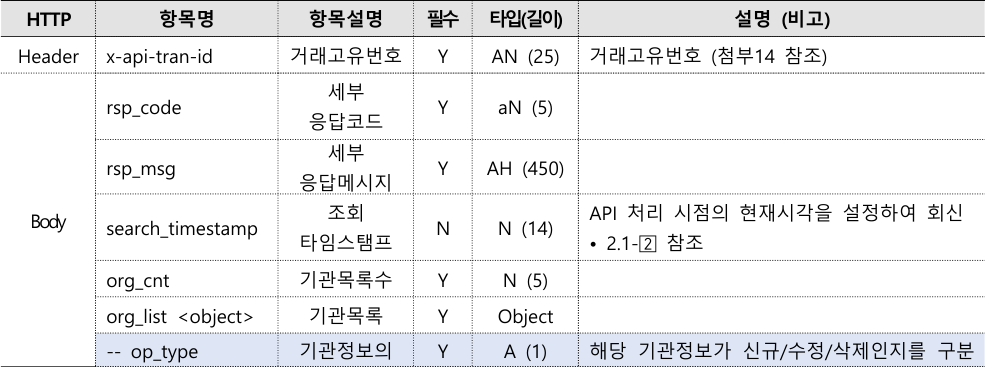 HTTP 항목명 항목설명 필수 타입(길이) 설명 (비고)
Header x-api-tran-id 거래고유번호 Y AN (25) 거래고유번호 (첨부14 참조)
Body
rsp_code 세부 응답코드 Y aN (5)
rsp_msg 세부 응답메시지 Y AH (450)
search_timestamp 조회 타임스탬프 N N (14) API 처리 시점의 현재시각을 설정하여 회신
• 2.1-2 참조
org_cnt 기관목록수 Y N (5)
org_list <object> 기관목록 Y Object
-- op_type 기관정보의 Y A (1) 해당 기관정보가 신규/수정/삭제인지를 구분